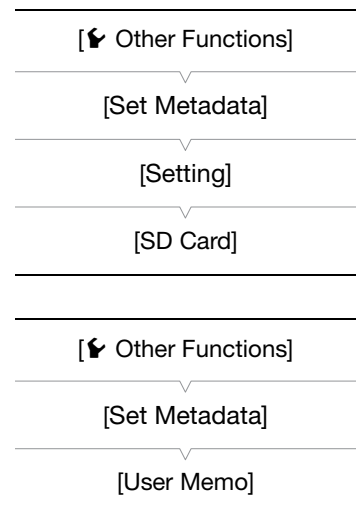 [Other Functions]
[Set Metadata]
[Setting]
[SD Card]
[Other Functions]
[Set Metadata]
[User Memo]